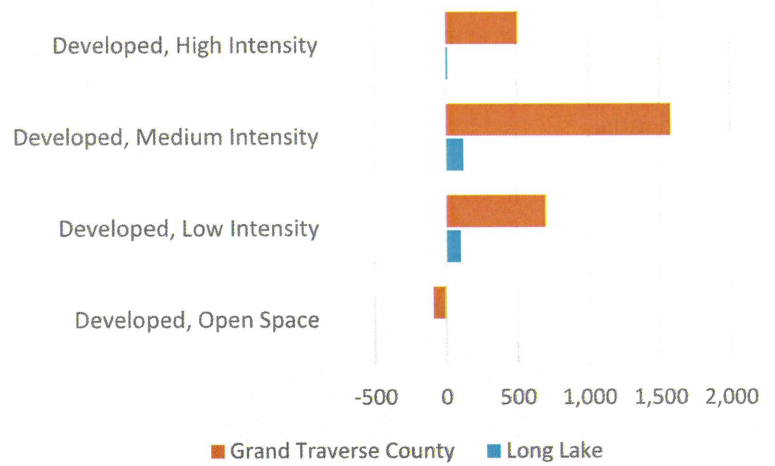 Developed, High Intensity
Developed, Medium Intensity
Developed, Low Intensity
Developed, Open Space
-500 0 500 1,000 1,500 2,000
Grand Traverse County Long Lake